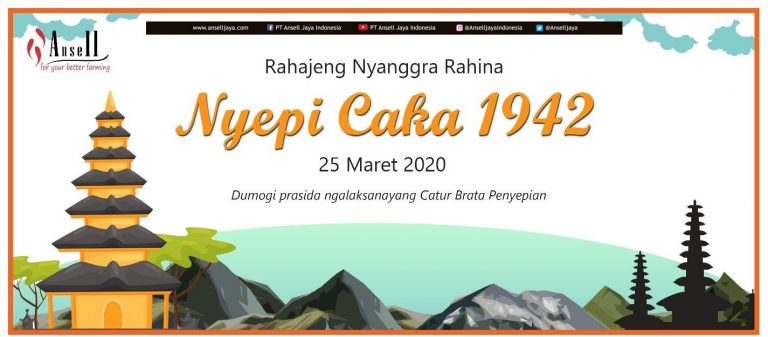 www.anselljaya.com PT Ansell Jaya Indonesia PT Ansell Jaya Indonesia @Anselljayaindonesia @Anselljaya
Ansell
for your better farming
Rahajeng Nyanggra Rahina
Nyepi Caka 1942
25 Maret 2020
Dumogi prasida ngalaksanayang Catur Brata Penyepian